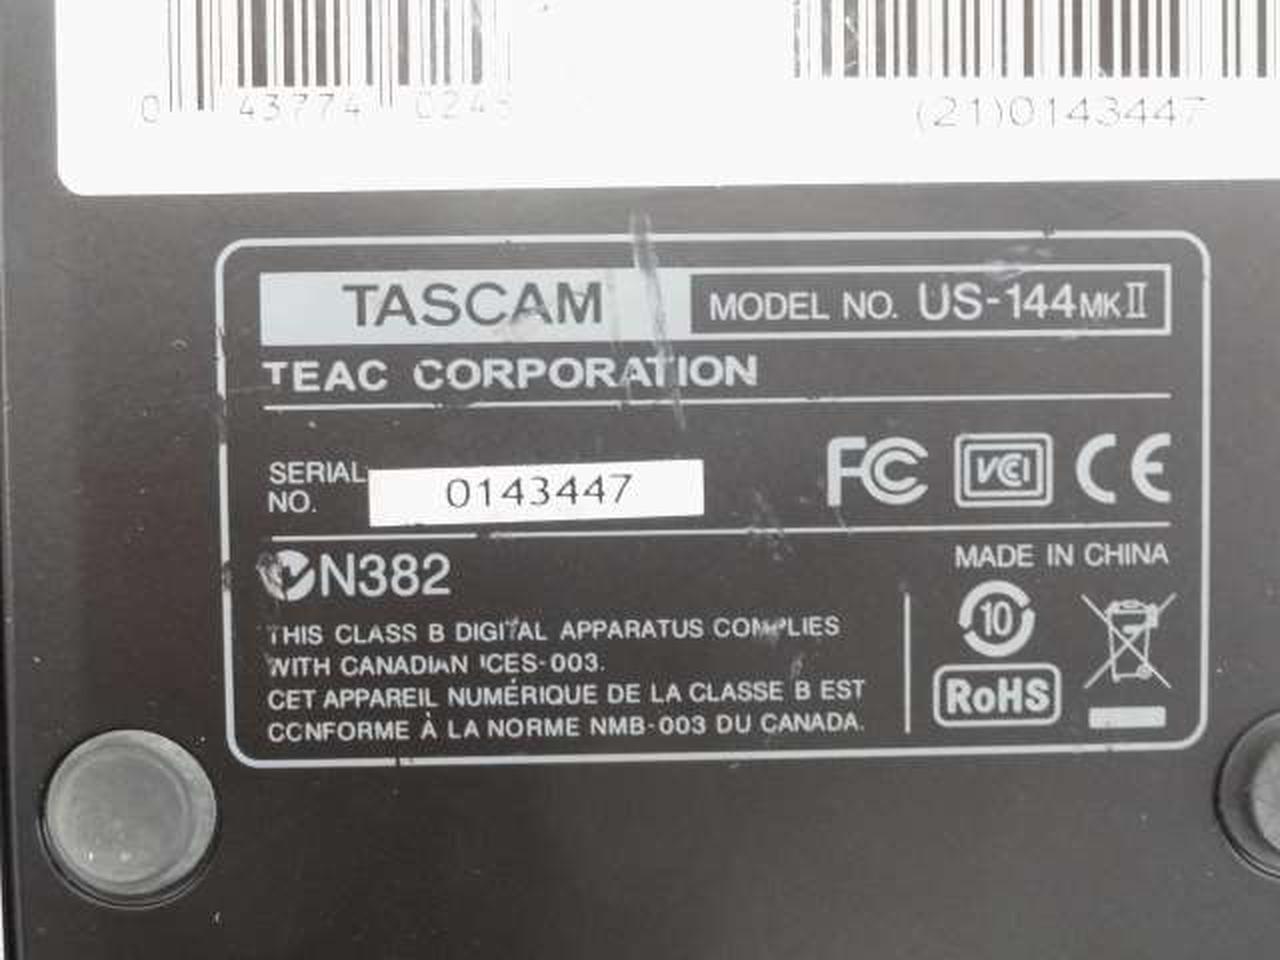 0 43774 024
(21)0143447
TASCAM MODEL NO. US-144MKⅡ
TEAC CORPORATION
SERIAL NO. 0143447
FC VCCI CE
N382
MADE IN CHINA
10
THIS CLASS B DIGITAL APPARATUS COMPLIES
WITH CANADIAN ICES-003.
CET APPAREIL NUMÉRIQUE DE LA CLASSE B EST
CONFORME À LA NORME NMB-003 DU CANADA.
RoHS